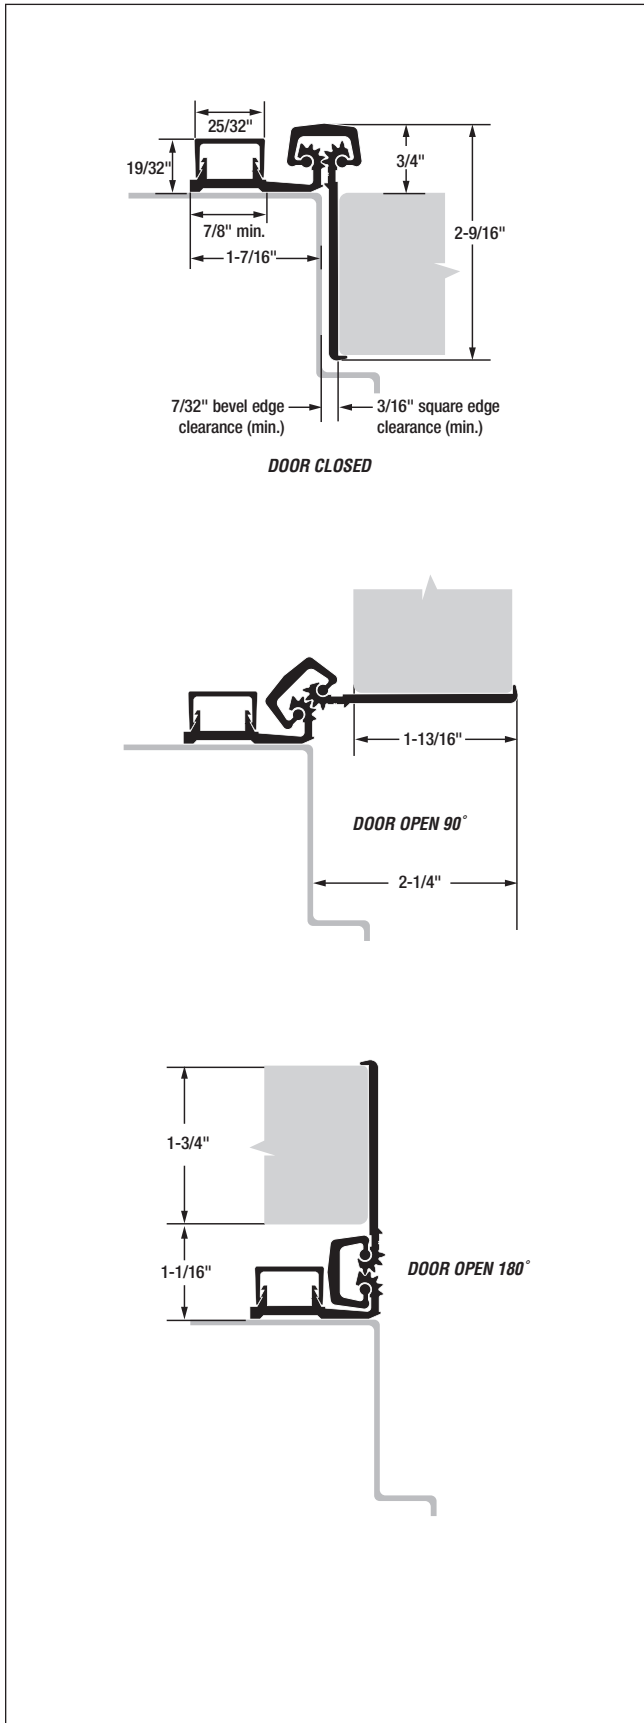 25/32"
19/32"
3/4"
2-9/16"
7/8" min.
1-7/16"
7/32" bevel edge
clearance (min.)
3/16" square edge
clearance (min.)
DOOR CLOSED
1-13/16"
DOOR OPEN 90˚
2-1/4"
1-3/4"
1-1/16"
DOOR OPEN 180˚